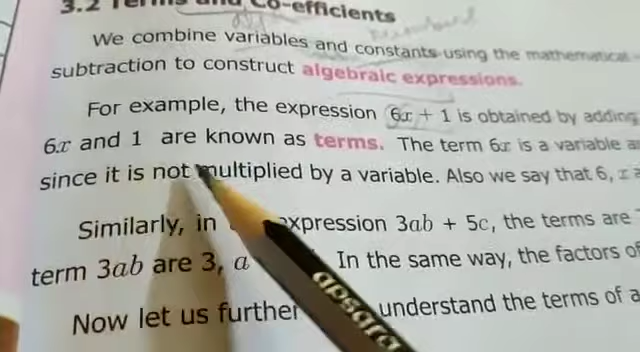 3.2 Terms and Co-efficients
We combine variables and constants using the mathematical
subtraction to construct algebraic expressions.
For example, the expression 6x + 1 is obtained by adding
6x and 1 are known as terms. The term 6x is a variable
since it is not multiplied by a variable. Also we say that 6, x
Similarly, in expression 3ab + 5c, the terms are
term 3ab are 3, a In the same way, the factors of
Now let us further understand the terms of a
apsara